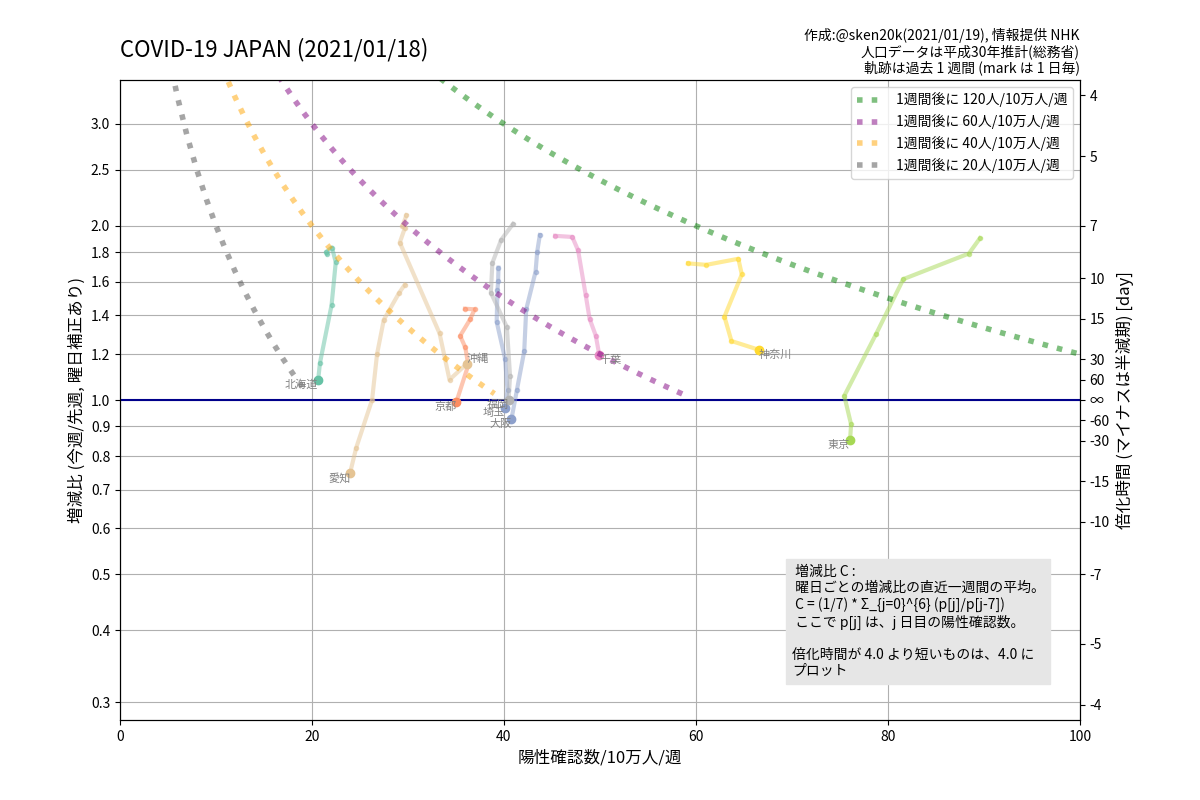 COVID-19 JAPAN (2021/01/18)
作成:@sken20k(2021/01/19), 情報提供 NHK
人口データは平成30年推計(総務省)
軌跡は過去１週間 (mark は 1 日毎)
1週間後に 120人/10万人/週
1週間後に 60人/10万人/週
1週間後に 40人/10万人/週
1週間後に 20人/10万人/週
増減比 (今週/先週, 曜日補正あり)
3.0
2.5
2.0
1.8
1.6
1.4
1.2
1.0
0.9
0.8
0.7
0.6
0.5
0.4
0.3
4
5
7
10
15
30
60
∞
-60
-30
-15
-10
-7
-5
-4
倍化時間 (マイナスは半減期) [day]
北海道
沖縄
千葉
神奈川
京都
埼玉
大阪
東京
愛知
増減比 C :
曜日ごとの増減比の直近一週間の平均。
C = (1/7) * Σ_{j=0}^{6} (p[j]/p[j-7])
ここで p[j] は、j 日目の陽性確認数。
倍化時間が 4.0 より短いものは、4.0 に
プロット
0
20
40
60
80
100
陽性確認数/10万人/週